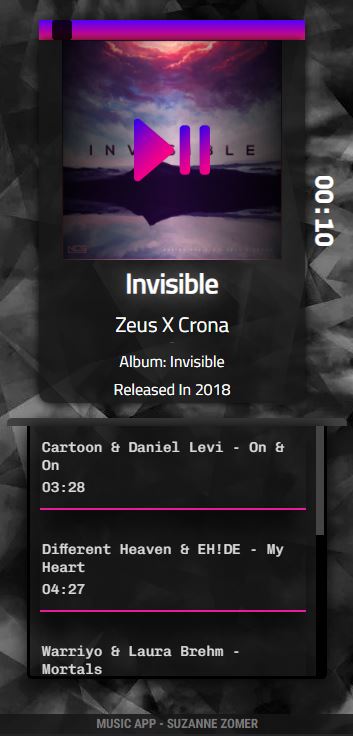 INVISIBLE
NCS
00:10
Invisible
Zeus X Crona
Album: Invisible
Released In 2018
Cartoon & Daniel Levi - On &
On
03:28
Different Heaven & EH!DE - My
Heart
04:27
Warriyo & Laura Brehm -
Mortals
MUSIC APP - SUZANNE ZOMER